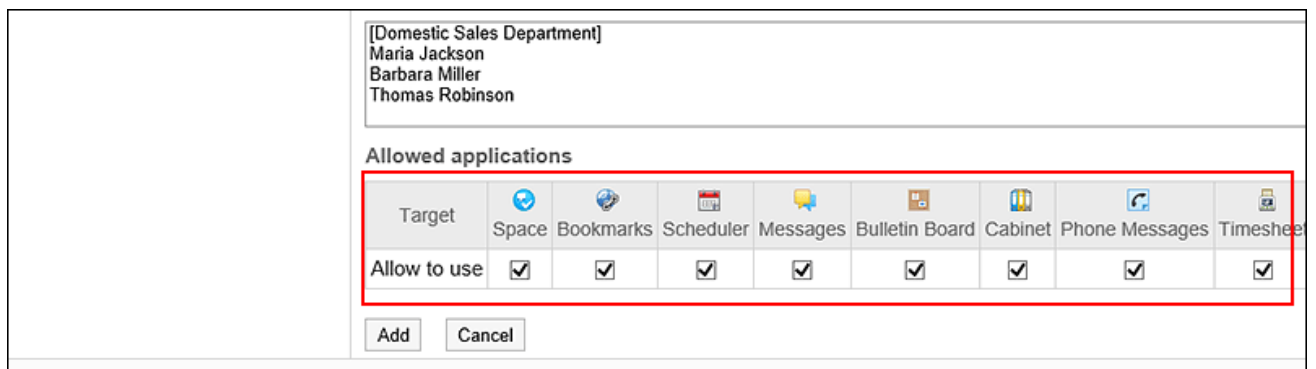 [Domestic Sales Department]
Maria Jackson
Barbara Miller
Thomas Robinson
Allowed applications
Target Space Bookmarks Scheduler Messages Bulletin Board Cabinet Phone Messages Timesheet
Allow to use
Add Cancel